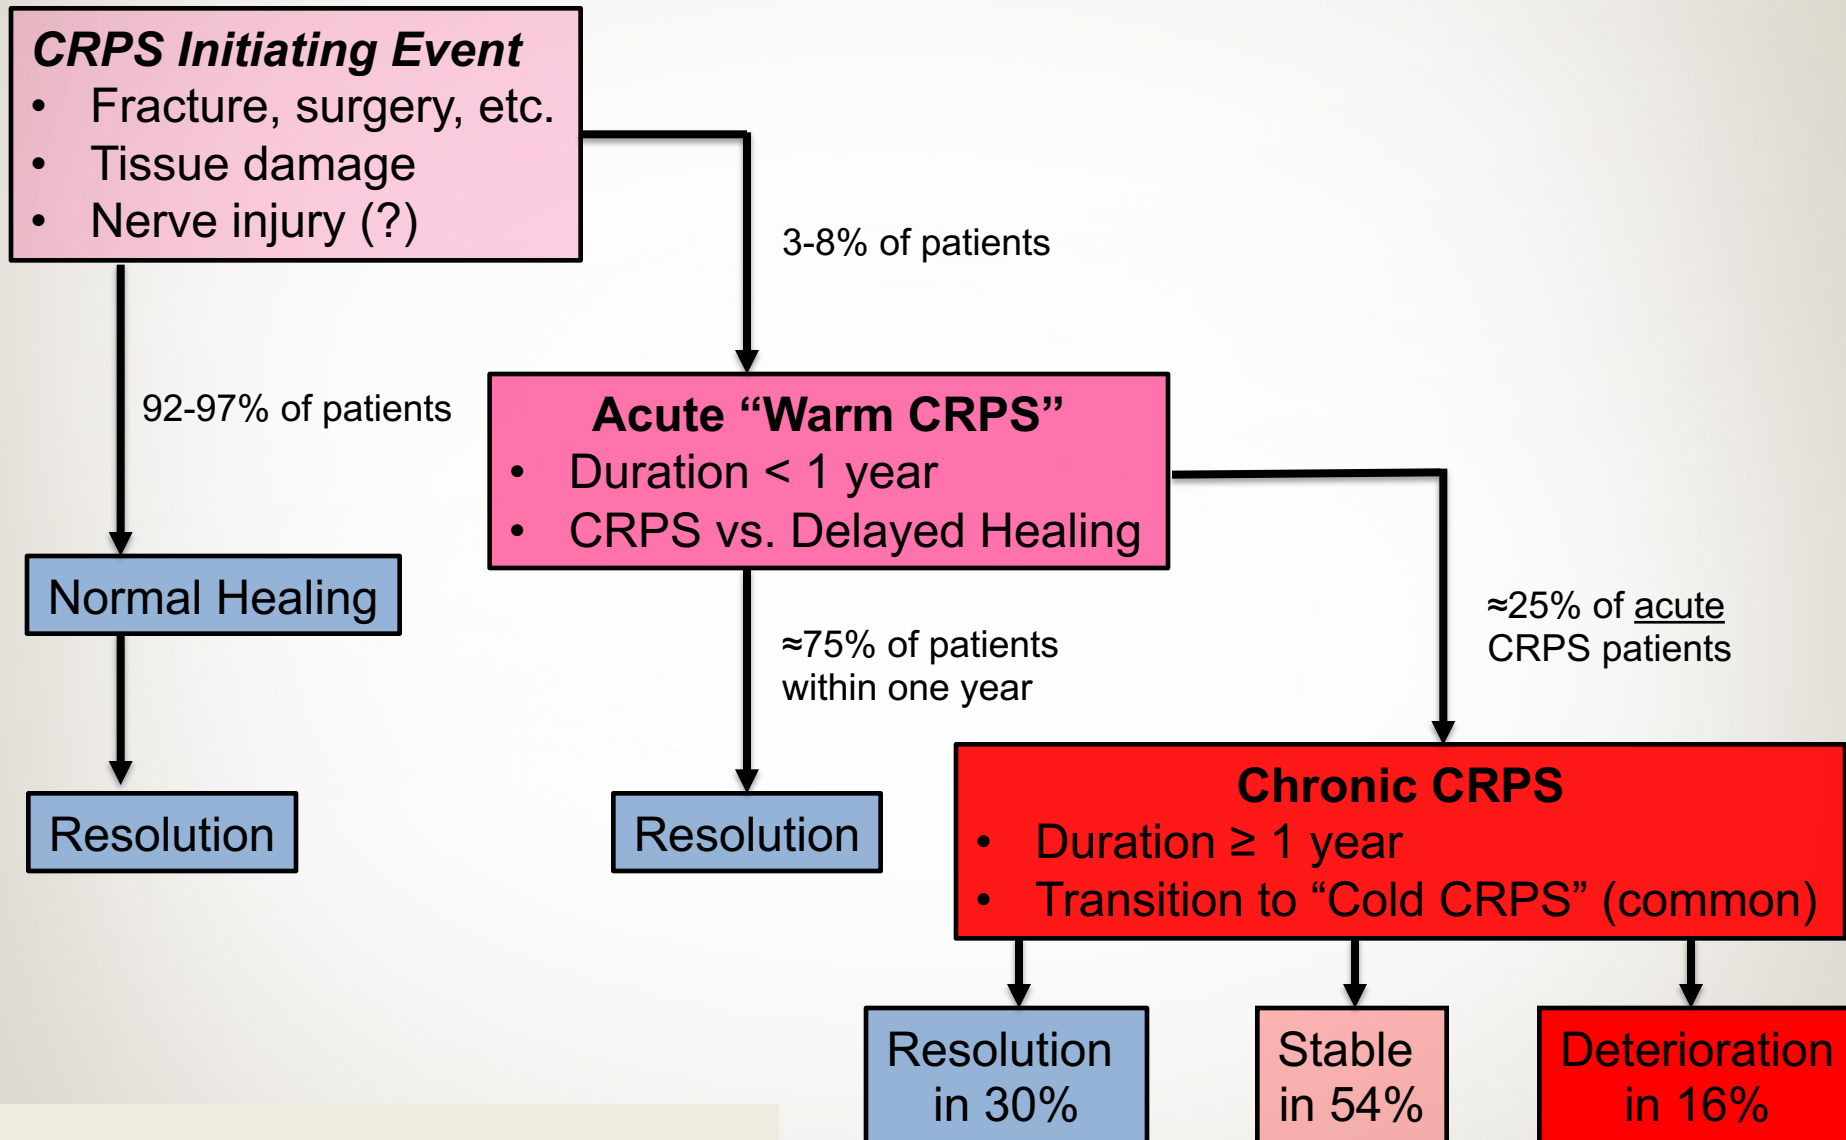 CRPS Initiating Event
• Fracture, surgery, etc.
• Tissue damage
• Nerve injury (?)
3-8% of patients
92-97% of patients
Acute “Warm CRPS”
• Duration < 1 year
• CRPS vs. Delayed Healing
Normal Healing
≈75% of patients
within one year
≈25% of acute
CRPS patients
Resolution
Resolution
Chronic CRPS
• Duration ≥ 1 year
• Transition to “Cold CRPS” (common)
Resolution
in 30%
Stable
in 54%
Deterioration
in 16%